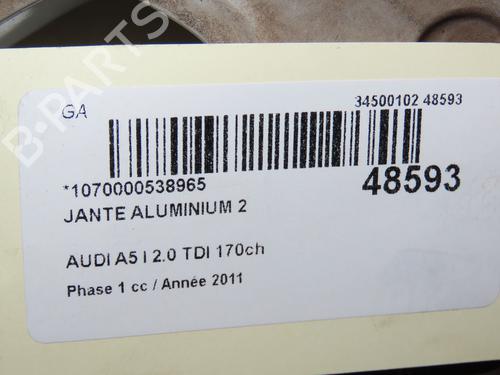 GA
34500102 48593
*1070000538965
48593
JANTE ALUMINIUM 2
AUDI A5 I 2.0 TDI 170ch
Phase 1 cc / Année 2011
B-PARTS